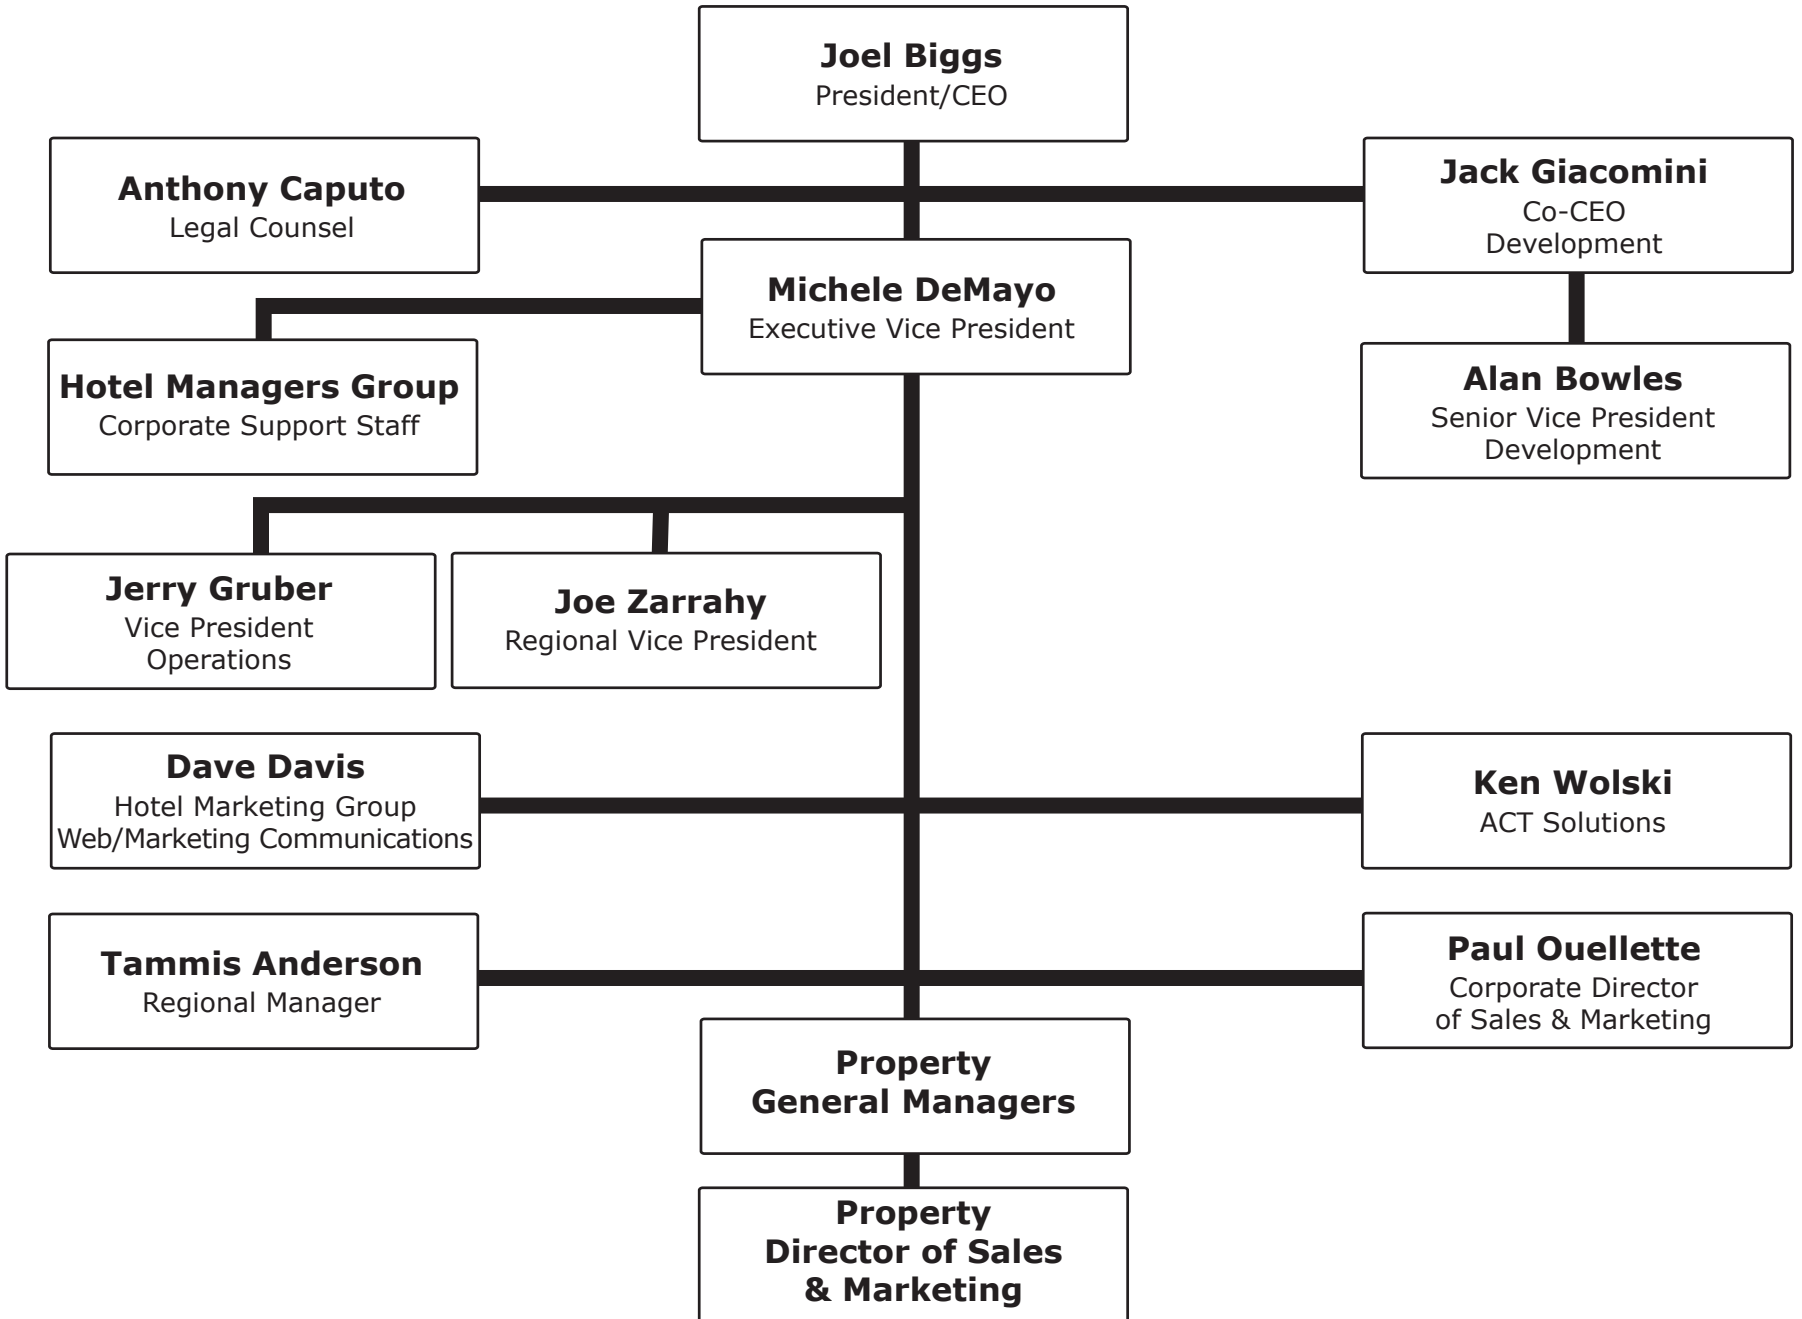 Joel Biggs
President/CEO
Anthony Caputo
Legal Counsel
Jack Giacomini
Co-CEO
Development
Michele DeMayo
Executive Vice President
Hotel Managers Group
Corporate Support Staff
Alan Bowles
Senior Vice President
Development
Jerry Gruber
Vice President
Operations
Joe Zarrahy
Regional Vice President
Dave Davis
Hotel Marketing Group
Web/Marketing Communications
Ken Wolski
ACT Solutions
Tammis Anderson
Regional Manager
Paul Ouellette
Corporate Director
of Sales & Marketing
Property
General Managers
Property
Director of Sales
& Marketing